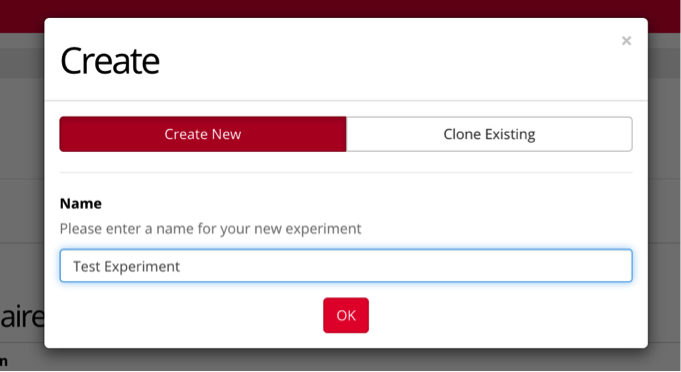 Create
×
Create New
Clone Existing
Name
Please enter a name for your new experiment
Test Experiment
OK
aire
n